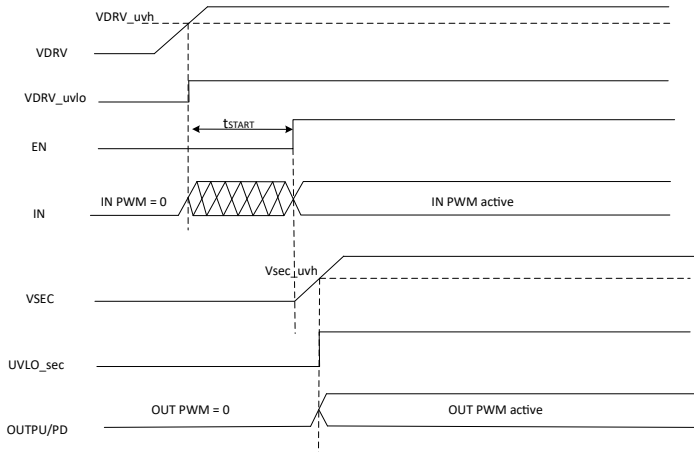 VDRV_uvh
VDRV
VDRV_uvlo
tSTART
EN
IN PWM = 0
IN PWM active
IN
Vsec_uvh
VSEC
UVLO_sec
OUT PWM = 0
OUT PWM active
OUTPU/PD